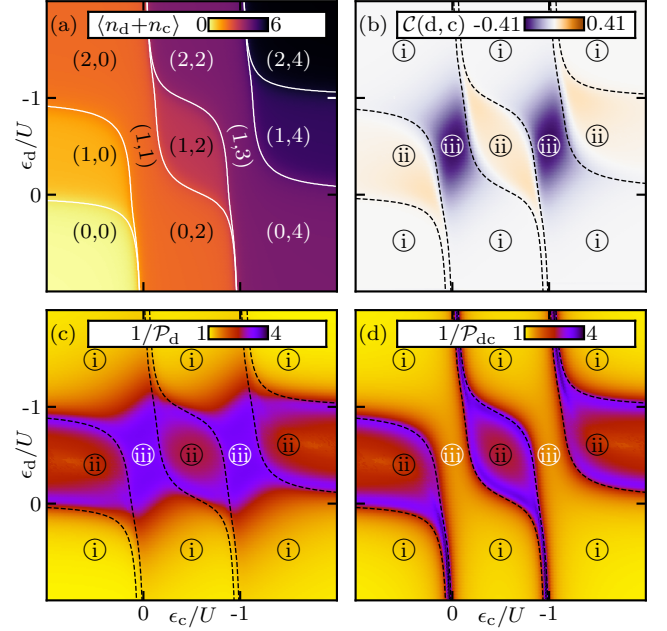 (a) ⟨n_d+n_c⟩ 0 6
(2,0) (2,2) (2,4)
(1,0) (1,1) (1,2) (1,3) (1,4)
(0,0) (0,2) (0,4)
-1
0
ϵ_d/U
(b) 𝒞(d, c) -0.41 0.41
i i i
ii iii iii ii
i i i
(c) 1/𝒫_d 1 4
i i i
ii iii ii iii ii
i i i
-1
0
ϵ_d/U
0 ϵ_c/U -1
(d) 1/𝒫_dc 1 4
i i i
ii iii ii iii ii
i i i
0 ϵ_c/U -1